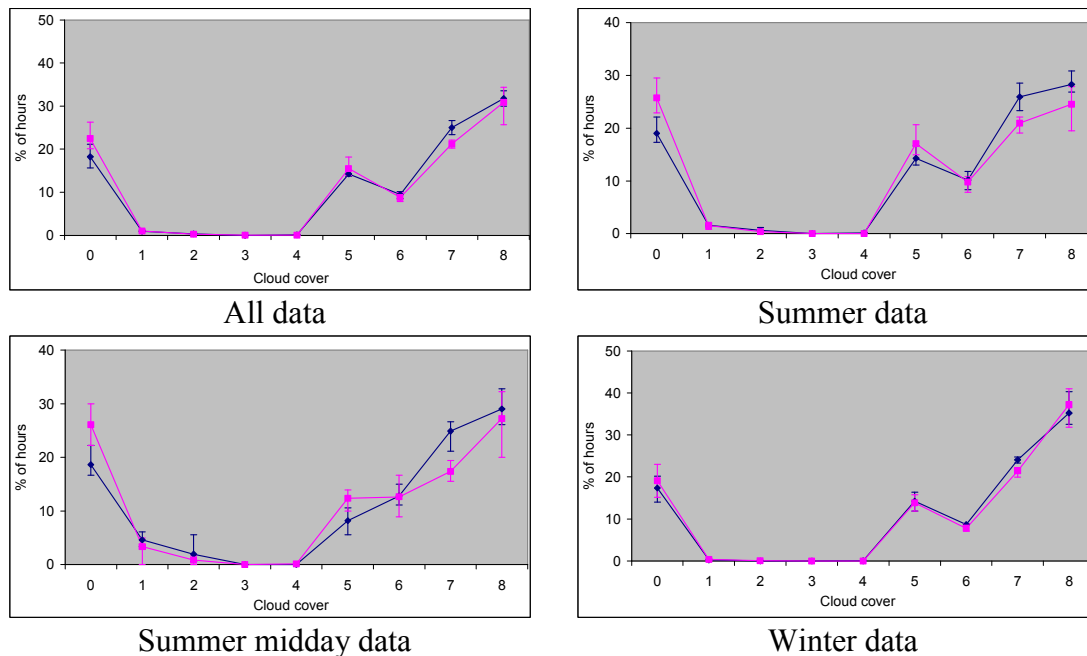 50
40
30
20
10
0
% of hours
0 1 2 3 4 5 6 7 8
Cloud cover
All data
40
30
20
10
0
% of hours
0 1 2 3 4 5 6 7 8
Cloud cover
Summer data
40
30
20
10
0
% of hours
0 1 2 3 4 5 6 7 8
Cloud cover
Summer midday data
50
40
30
20
10
0
% of hours
0 1 2 3 4 5 6 7 8
Cloud cover
Winter data